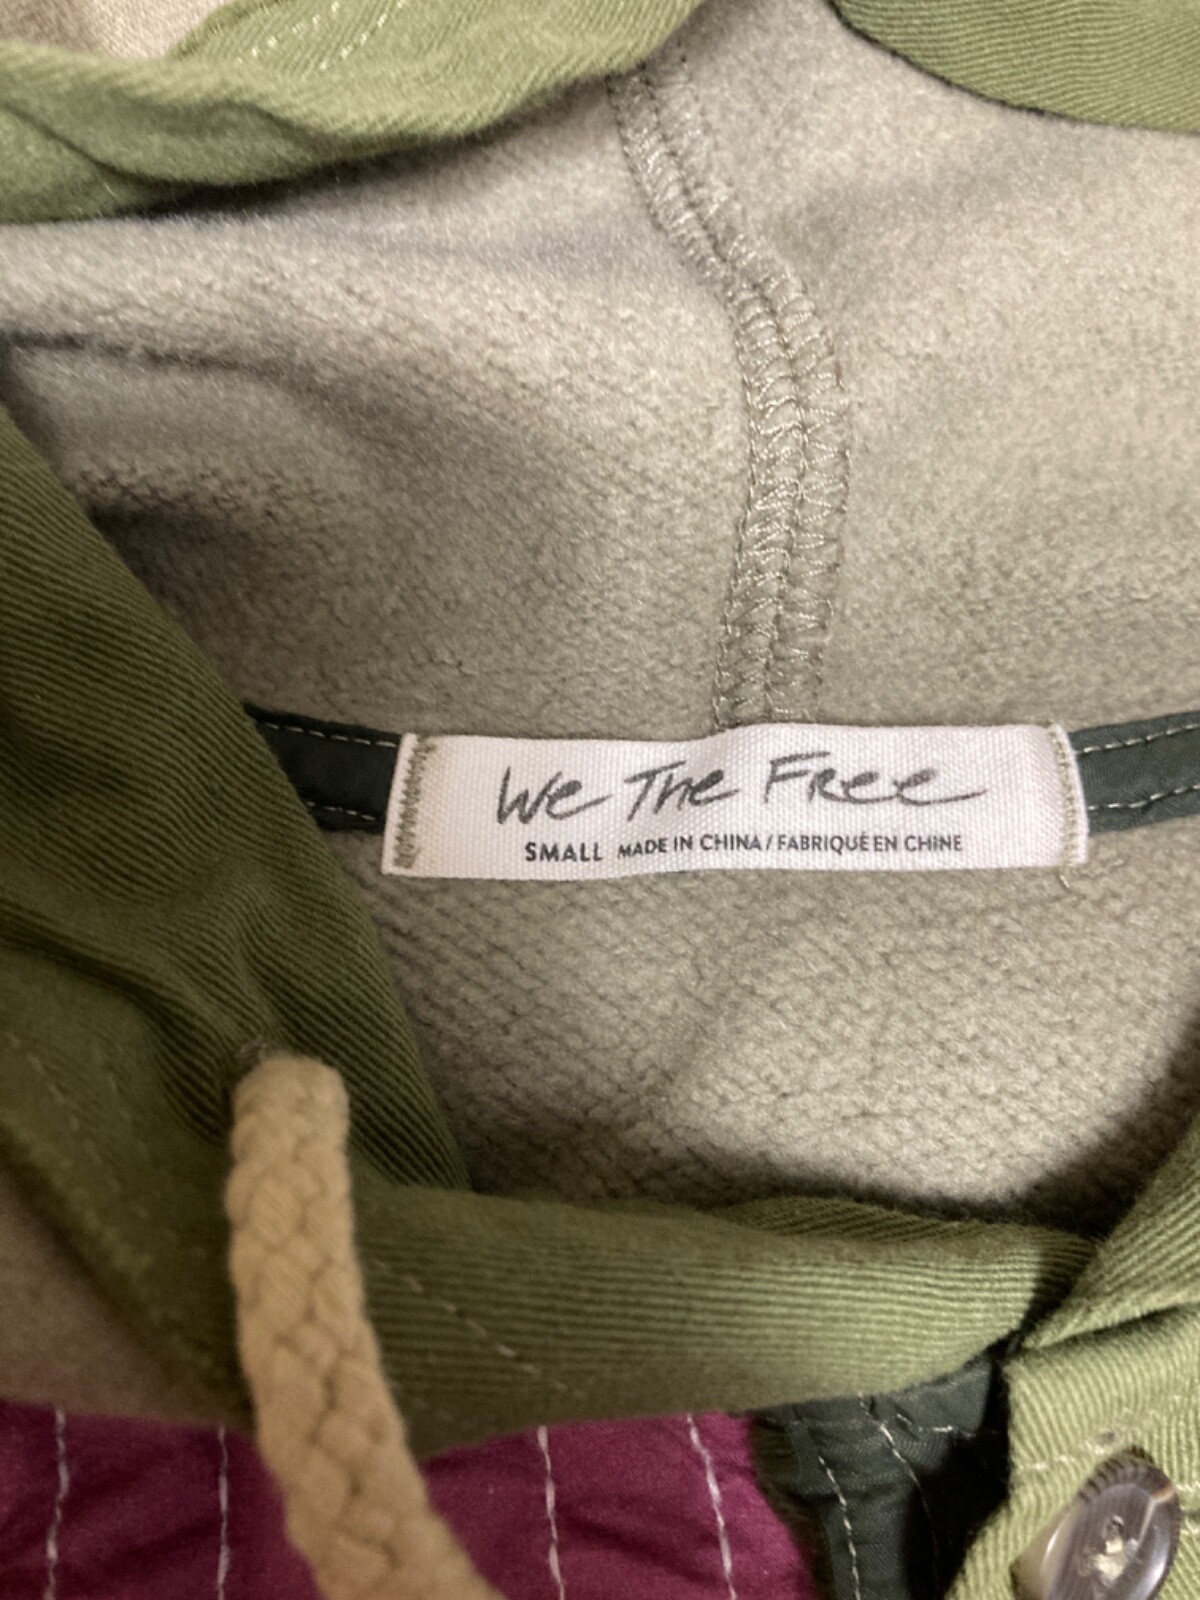 We The Free
SMALL MADE IN CHINA / FABRIQUÉ EN CHINE